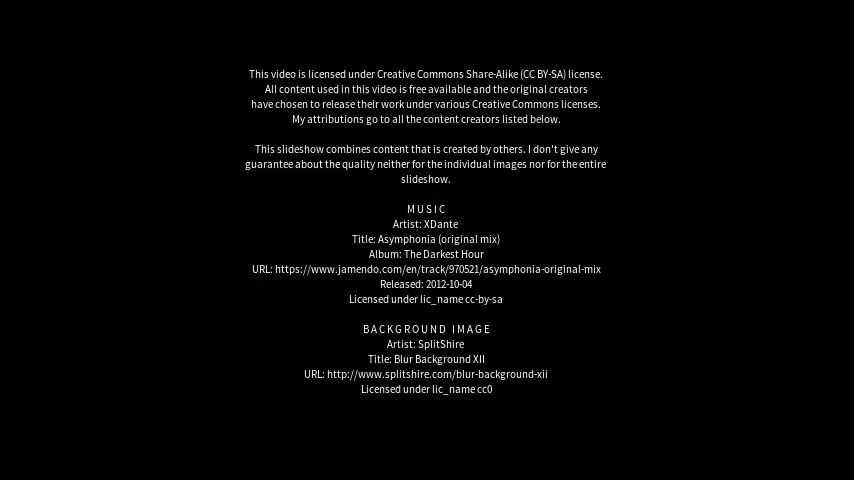 This video is licensed under Creative Commons Share-Alike (CC BY-SA) license.
All content used in this video is free available and the original creators
have chosen to release their work under various Creative Commons licenses.
My attributions go to all the content creators listed below.
This slideshow combines content that is created by others. I don't give any
guarantee about the quality neither for the individual images nor for the entire
slideshow.
MUSIC
Artist: XDante
Title: Asymphonia (original mix)
Album: The Darkest Hour
URL: https://www.jamendo.com/en/track/970521/asymphonia-original-mix
Released: 2012-10-04
Licensed under lic_name cc-by-sa
BACKGROUND IMAGE
Artist: SplitShire
Title: Blur Background XII
URL: http://www.splitshire.com/blur-background-xii
Licensed under lic_name cc0